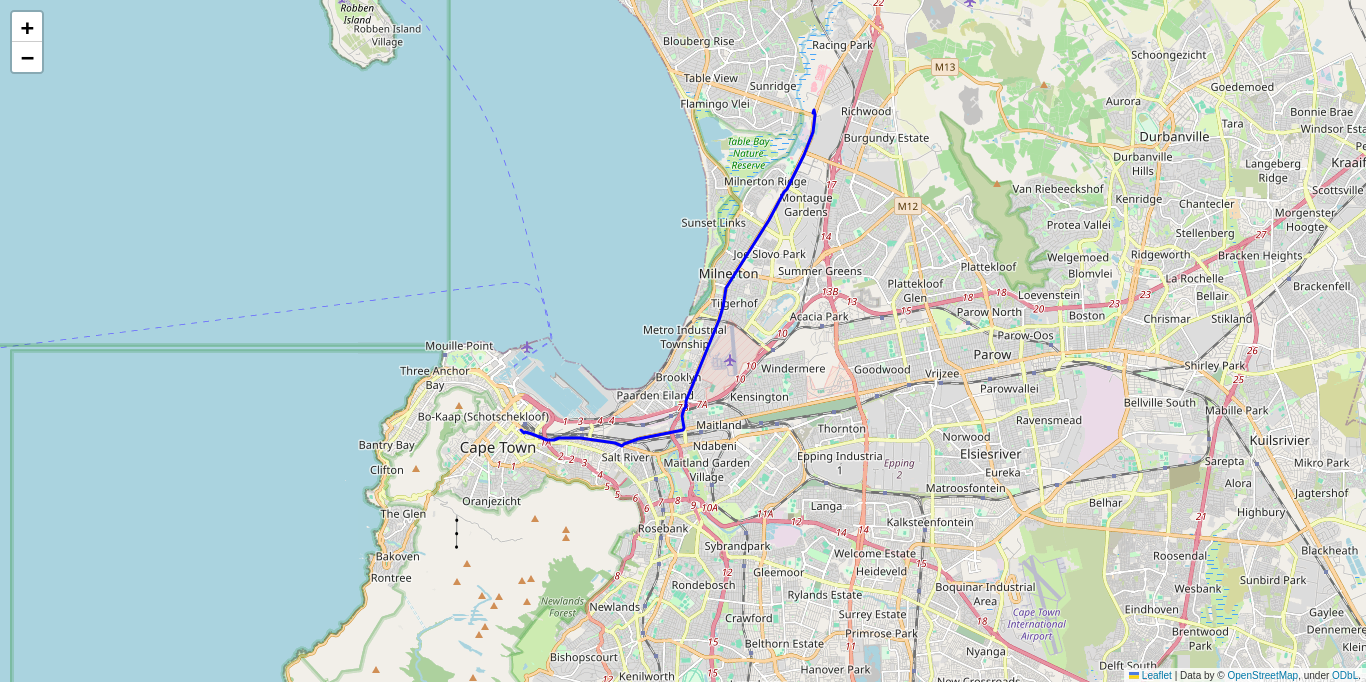 +
−
Robben
Island
Robben Island
Village
22
Blouberg Rise
Racing Park
Schoongezicht
M13
Table View
Sunridge
Goedemoed
Flamingo Vlei
Aurora
Richwood
Bonnie Brae
Tara
Windsor Esta
Burgundy Estate
Durbanville
Table Bay
Nature
Reserve
Durbanville
Hills
Langeberg
Ridge
Kraaif
Milnerton Ridge
17
Van Riebeeckshof
Scottsville
Montague
Gardens
Kenridge
Chantecler
M12
Morgenster
Hoogte
Sunset Links
Protea Vallei
Stellenberg
27
14
Joe Slovo Park
Welgemoed
Ridgeworth
Bracken Heights
Milnerton
Summer Greens
Plattekloof
Blomvlei
La Rochelle
Plattekloof
Glen
Brackenfell
13B
13
18
18
20
Loevenstein
Bellair
Tijgerhof
Acacia Park
Parow North
Boston
Chrismar
Stikland
Metro Industrial
Township
10
Parow-Oos
Mouille Point
Parow
Three Anchor
Bay
10
Windermere
Goodwood
Vrijzee
Shirley Park
Brooklyn
10
25
Parowvallei
Paarden Eiland
Kensington
7A
Bellville South
Mabille Park
Bo-Kaap (Schotschekloof)
1
3
4
4
Ravensmead
Maitland
Thornton
Bantry Bay
Cape Town
Norwood
Kuilsrivier
Ndabeni
Elsiesriver
Salt River
Epping Industria
1
Epping
2
Clifton
1
1
2
2
3
Maitland Garden
Village
Eureka
Sarepta
Mikro Park
5
5
Matroosfontein
Alora
Oranjezicht
6
7
8
9
10A
Belhar
Jagtershof
The Glen
6
Langa
11A
12
14
Highbury
21
Rosebank
Kalksteenfontein
Sybrandpark
Welcome Estate
Blackheath
Bakoven
Roosendal
15
Rontree
8
12
Gleemoor
Heideveld
Sunbird Park
Rondebosch
Rylands Estate
Boquinar Industrial
Area
Wesbank
Newlands
Forest
Newlands
Surrey Estate
Cape Town
International
Airport
Eindhoven
Gaylee
Crawford
Primrose Park
Brentwood
Park
Dennemere
Belthorn Estate
Nyanga
Bishopscourt
Hanover Park
Delft South
Klein
Kenilworth
12
New Crossroads
Leaflet | Data by © OpenStreetMap, under ODbL.